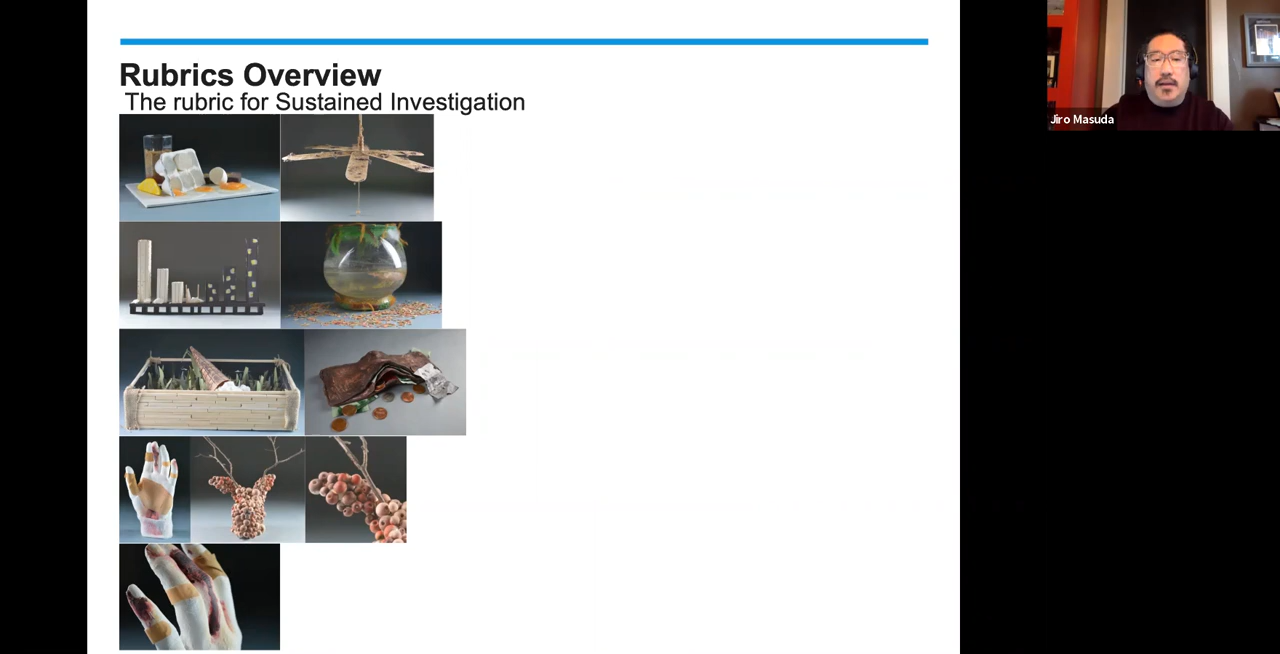 Rubrics Overview
The rubric for Sustained Investigation
Jiro Masuda